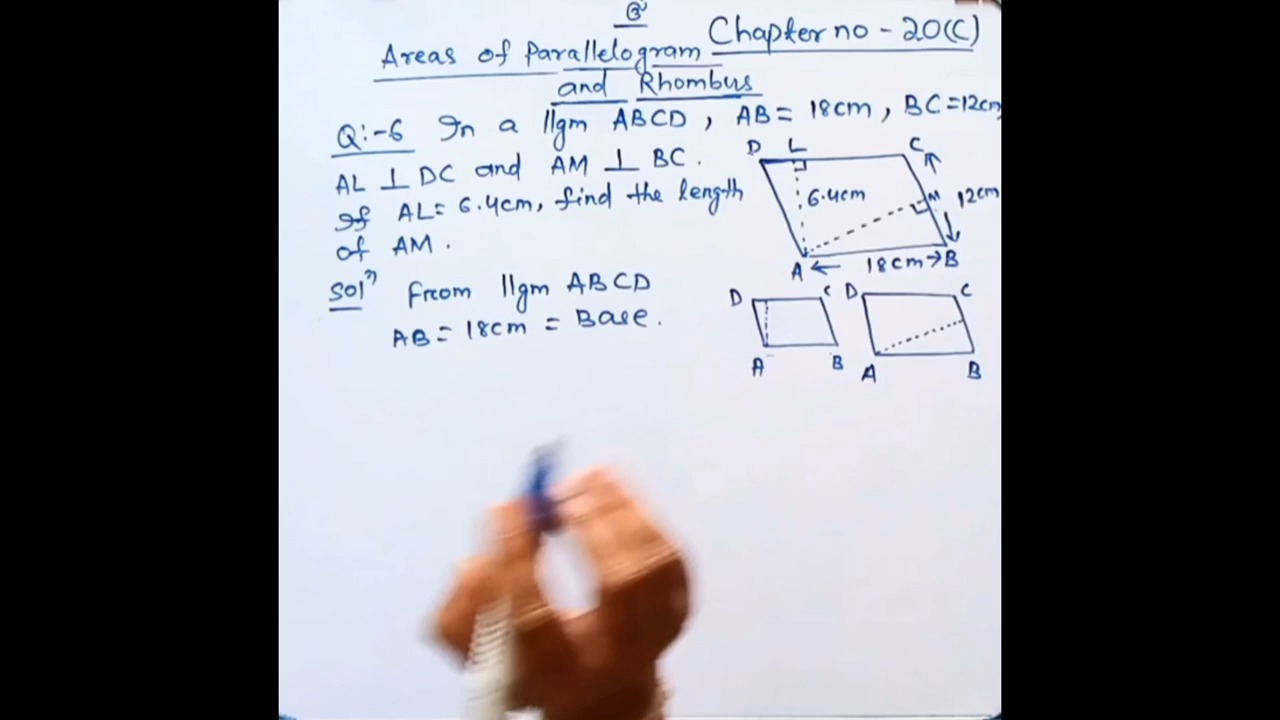 Chapter no - 20(C)
Areas of Parallelogram
and Rhombus
Q:-6 In a llgm ABCD, AB = 18cm, BC=12cm,
AL ⊥ DC and AM ⊥ BC.
If AL= 6.4cm, find the length
of AM.
D L C
6.4cm M 12cm
A 18cm B
Solⁿ From llgm ABCD
AB = 18cm = Base.
D C D C
A B A B